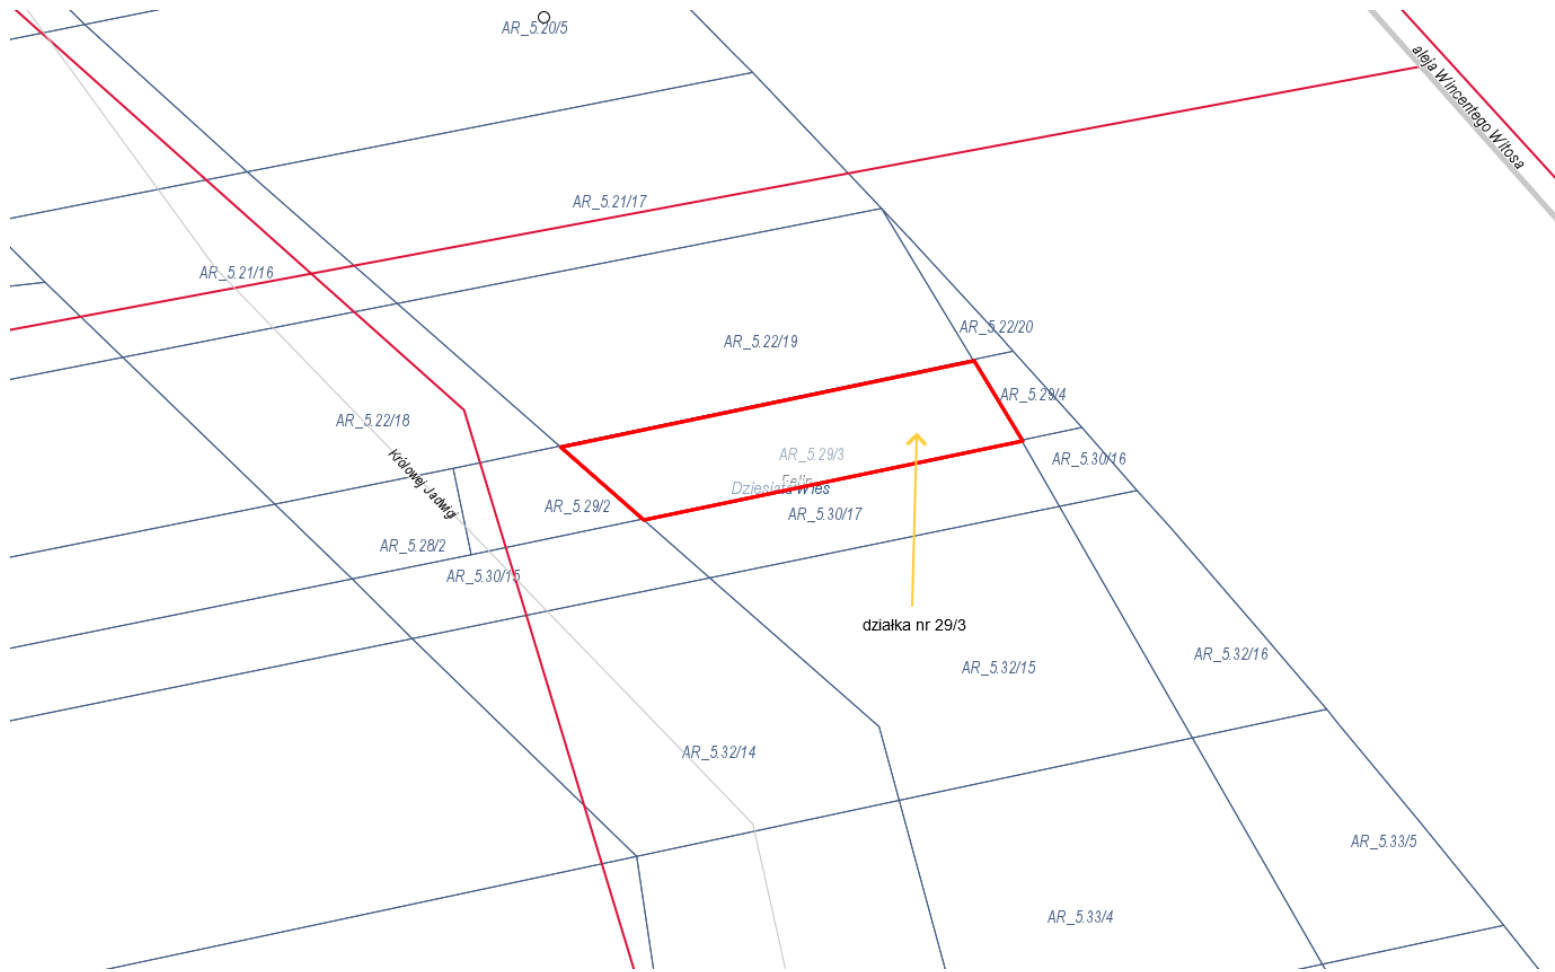 AR_5.20/5
aleja Wincentego Witosa
AR_5.21/17
AR_5.21/16
AR_5.22/20
AR_5.22/19
AR_5.29/4
AR_5.22/18
AR_5.29/3
AR_5.30/16
Królowej Jadwigi
Dziesiąta Wieś
AR_5.29/2
AR_5.30/17
AR_5.28/2
AR_5.30/15
działka nr 29/3
AR_5.32/16
AR_5.32/15
AR_5.32/14
AR_5.33/5
AR_5.33/4